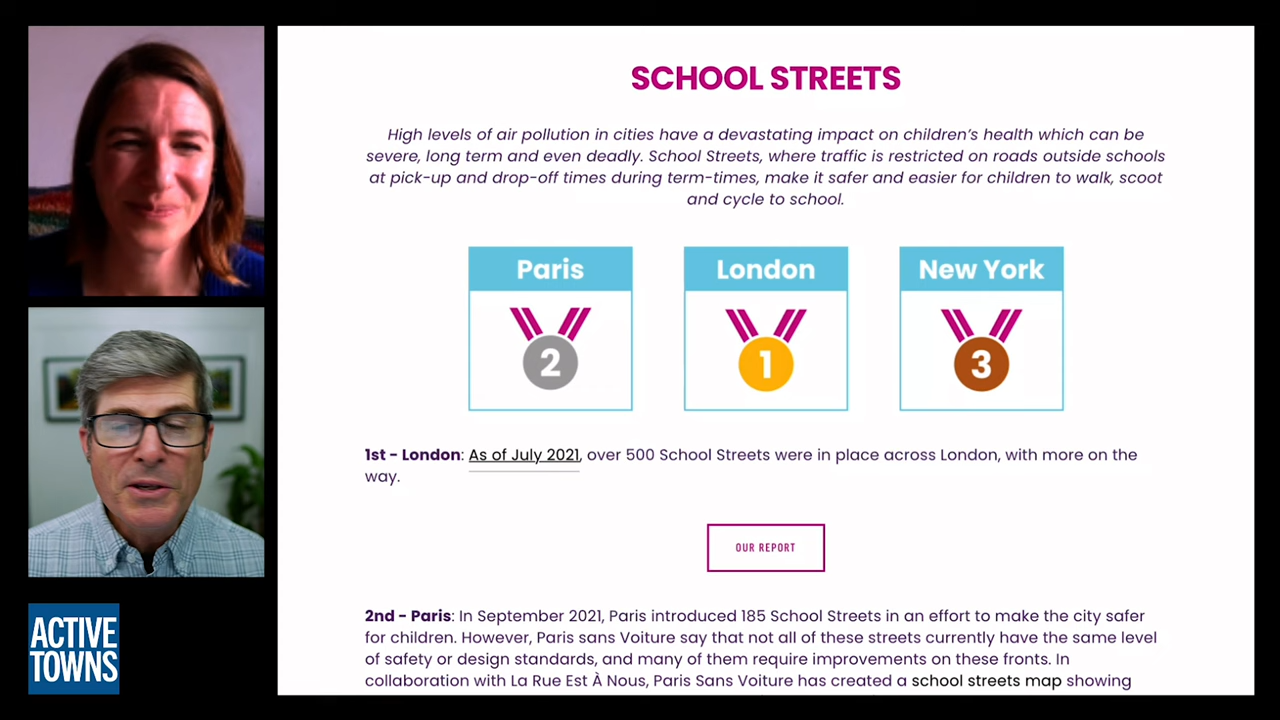 SCHOOL STREETS
High levels of air pollution in cities have a devastating impact on children's health which can be
severe, long term and even deadly. School Streets, where traffic is restricted on roads outside schools
at pick-up and drop-off times during term-times, make it safer and easier for children to walk, scoot
and cycle to school.
Paris
London
New York
2
1
3
1st - London: As of July 2021, over 500 School Streets were in place across London, with more on the
way.
OUR REPORT
2nd - Paris: In September 2021, Paris introduced 185 School Streets in an effort to make the city safer
for children. However, Paris sans Voiture say that not all of these streets currently have the same level
of safety or design standards, and many of them require improvements on these fronts. In
collaboration with La Rue Est À Nous, Paris Sans Voiture has created a school streets map showing
ACTIVE
TOWNS